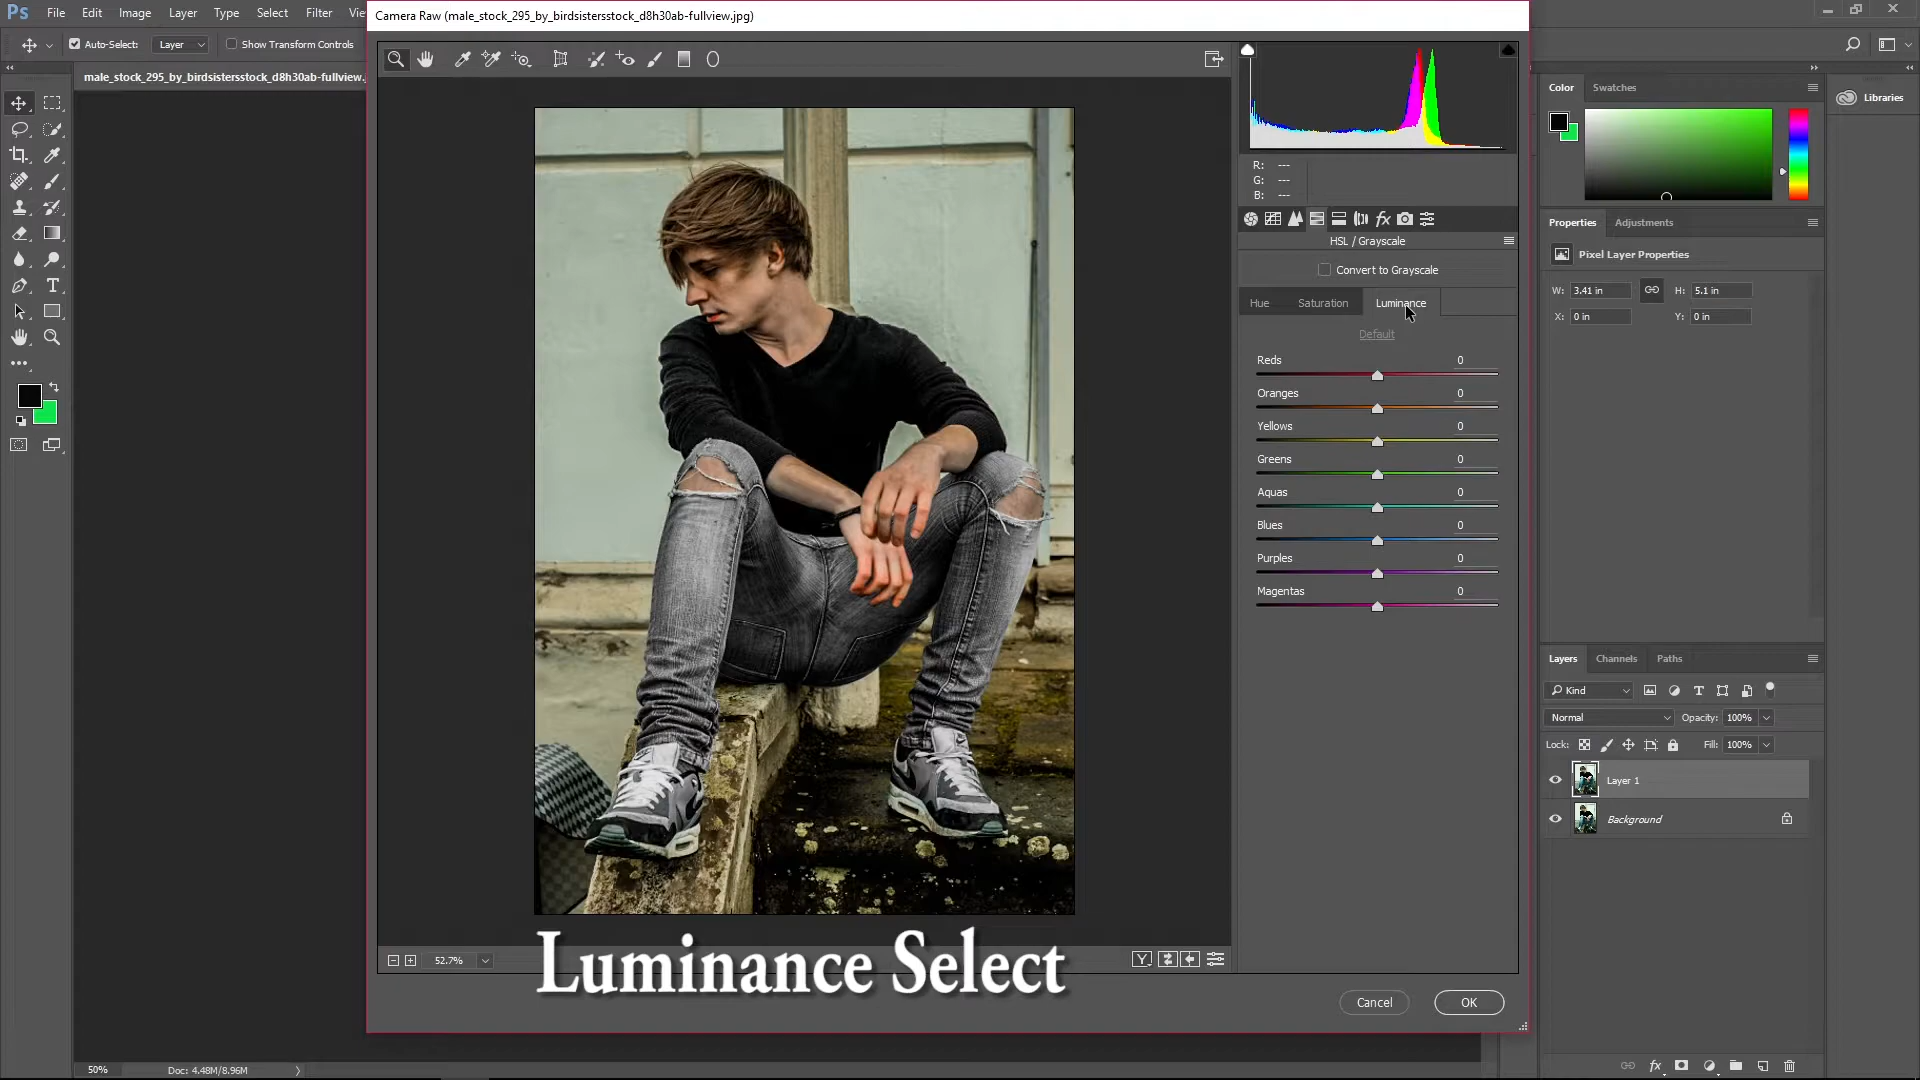 Ps File Edit Image Layer Type Select Filter
Camera Raw (male_stock_295_by_birdsistersstock_d8h30ab-fullview.jpg)
Auto-Select: Layer Show Transform Controls
male_stock_295_by_birdsistersstock_d8h30ab-fullview.
R: ---
G: ---
B: ---
fx
HSL / Grayscale
Convert to Grayscale
Hue Saturation Luminance
Default
Reds 0
Oranges 0
Yellows 0
Greens 0
Aquas 0
Blues 0
Purples 0
Magentas 0
Color Swatches
Libraries
Properties Adjustments
Pixel Layer Properties
W: 3.41 in H: 5.1 in
X: 0 in Y: 0 in
Layers Channels Paths
Kind
Normal Opacity: 100%
Lock: Fill: 100%
Layer 1
Background
fx
52.7%
Y
Luminance Select
Cancel OK
50% Doc: 4.48M/8.96M